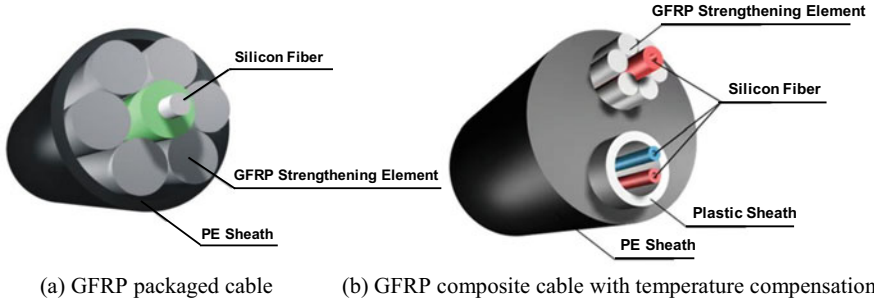 Silicon Fiber
GFRP Strengthening Element
PE Sheath
(a) GFRP packaged cable
GFRP Strengthening Element
Silicon Fiber
Plastic Sheath
PE Sheath
(b) GFRP composite cable with temperature compensation